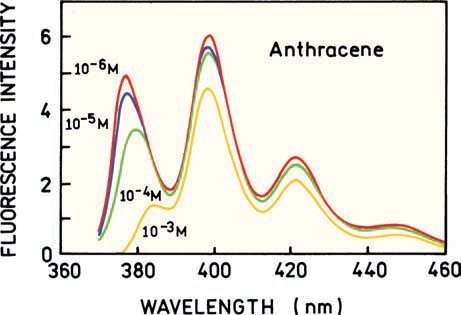 FLUORESCENCE INTENSITY
6
4
2
0
Anthracene
10⁻⁶M
10⁻⁵M
10⁻⁴M
10⁻³M
360 380 400 420 440 460
WAVELENGTH (nm)